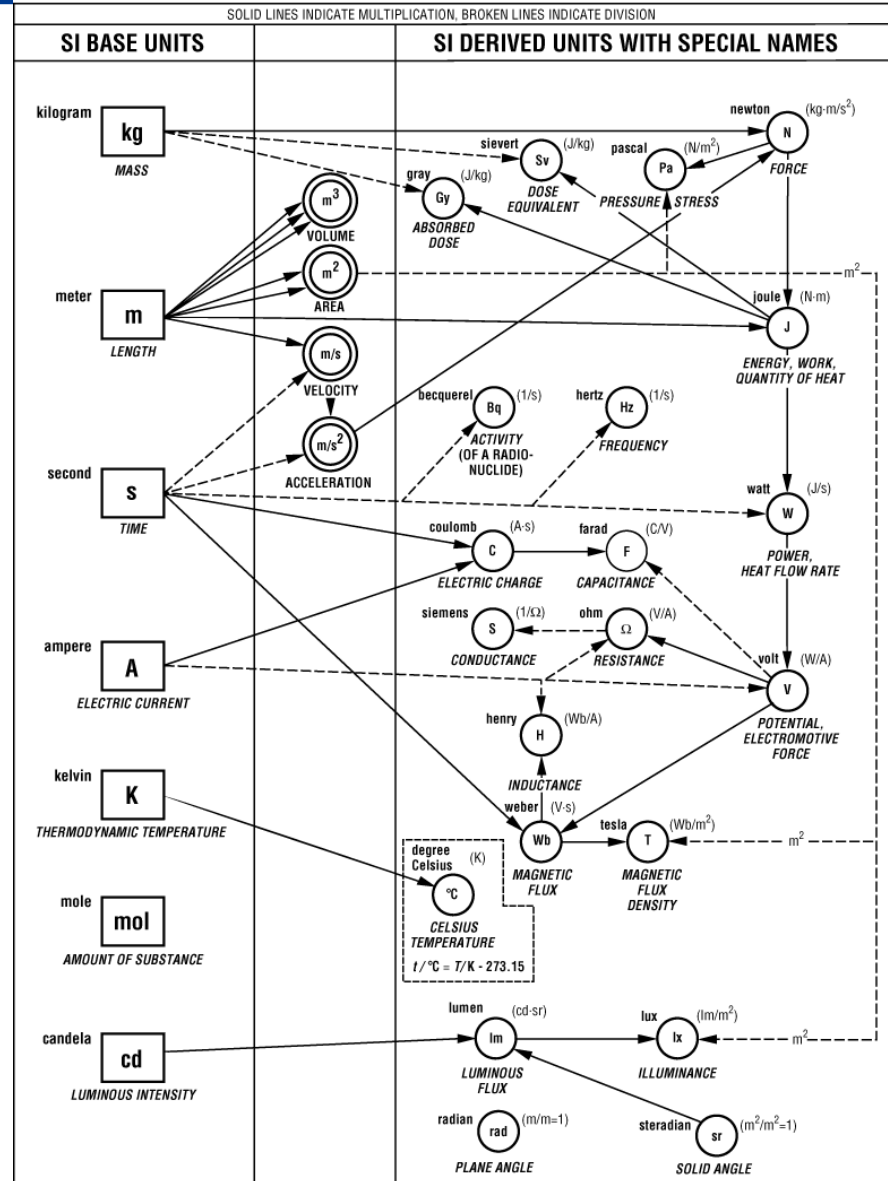 SOLID LINES INDICATE MULTIPLICATION, BROKEN LINES INDICATE DIVISION
SI BASE UNITS
SI DERIVED UNITS WITH SPECIAL NAMES
kilogram
kg
MASS
newton
(kg·m/s²)
N
FORCE
sievert
(J/kg)
Sv
DOSE
EQUIVALENT
pascal
(N/m²)
Pa
PRESSURE STRESS
gray
(J/kg)
Gy
ABSORBED
DOSE
m³
VOLUME
m²
AREA
m²
meter
m
LENGTH
joule
(N·m)
J
ENERGY, WORK,
QUANTITY OF HEAT
m/s
VELOCITY
m/s²
ACCELERATION
becquerel
(1/s)
Bq
ACTIVITY
(OF A RADIO-
NUCLIDE)
hertz
(1/s)
Hz
FREQUENCY
second
s
TIME
watt
(J/s)
W
POWER,
HEAT FLOW RATE
coulomb
(A·s)
C
ELECTRIC CHARGE
farad
(C/V)
F
CAPACITANCE
siemens
(1/Ω)
S
CONDUCTANCE
ohm
(V/A)
Ω
RESISTANCE
ampere
A
ELECTRIC CURRENT
volt
(W/A)
V
POTENTIAL,
ELECTROMOTIVE
FORCE
henry
(Wb/A)
H
INDUCTANCE
kelvin
K
THERMODYNAMIC TEMPERATURE
weber
(V·s)
Wb
MAGNETIC
FLUX
tesla
(Wb/m²)
T
MAGNETIC
FLUX
DENSITY
m²
degree
Celsius
(K)
°C
CELSIUS
TEMPERATURE
t/°C = T/K - 273.15
mole
mol
AMOUNT OF SUBSTANCE
candela
cd
LUMINOUS INTENSITY
lumen
(cd·sr)
lm
LUMINOUS
FLUX
lux
(lm/m²)
lx
ILLUMINANCE
m²
radian
(m/m=1)
rad
PLANE ANGLE
steradian
(m²/m²=1)
sr
SOLID ANGLE